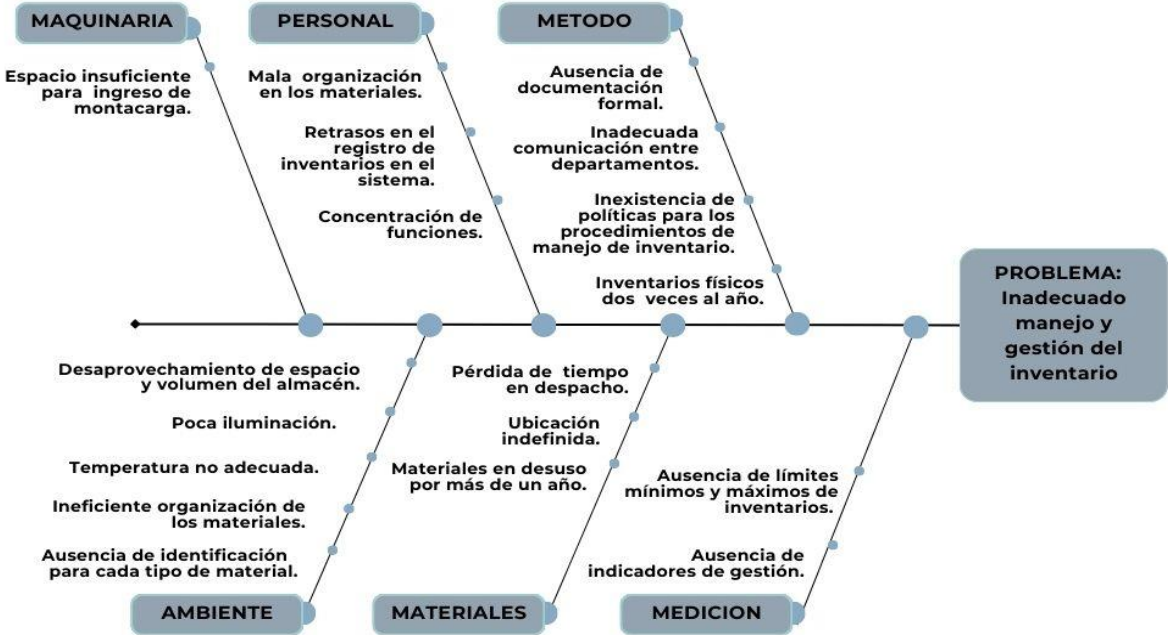 MAQUINARIA
Espacio insuficiente
para ingreso de
montacarga.
PERSONAL
Mala organización
en los materiales.
Retrasos en el
registro de
inventarios en el
sistema.
Concentración de
funciones.
METODO
Ausencia de
documentación
formal.
Inadecuada
comunicación entre
departamentos.
Inexistencia de
políticas para los
procedimientos de
manejo de inventario.
Inventarios físicos
dos veces al año.
PROBLEMA:
Inadecuado
manejo y
gestión del
inventario
Desaprovechamiento de espacio
y volumen del almacén.
Poca iluminación.
Temperatura no adecuada.
Ineficiente organización de
los materiales.
Ausencia de identificación
para cada tipo de material.
AMBIENTE
Pérdida de tiempo
en despacho.
Ubicación
indefinida.
Materiales en desuso
por más de un año.
MATERIALES
Ausencia de límites
mínimos y máximos de
inventarios.
Ausencia de
indicadores de gestión.
MEDICION